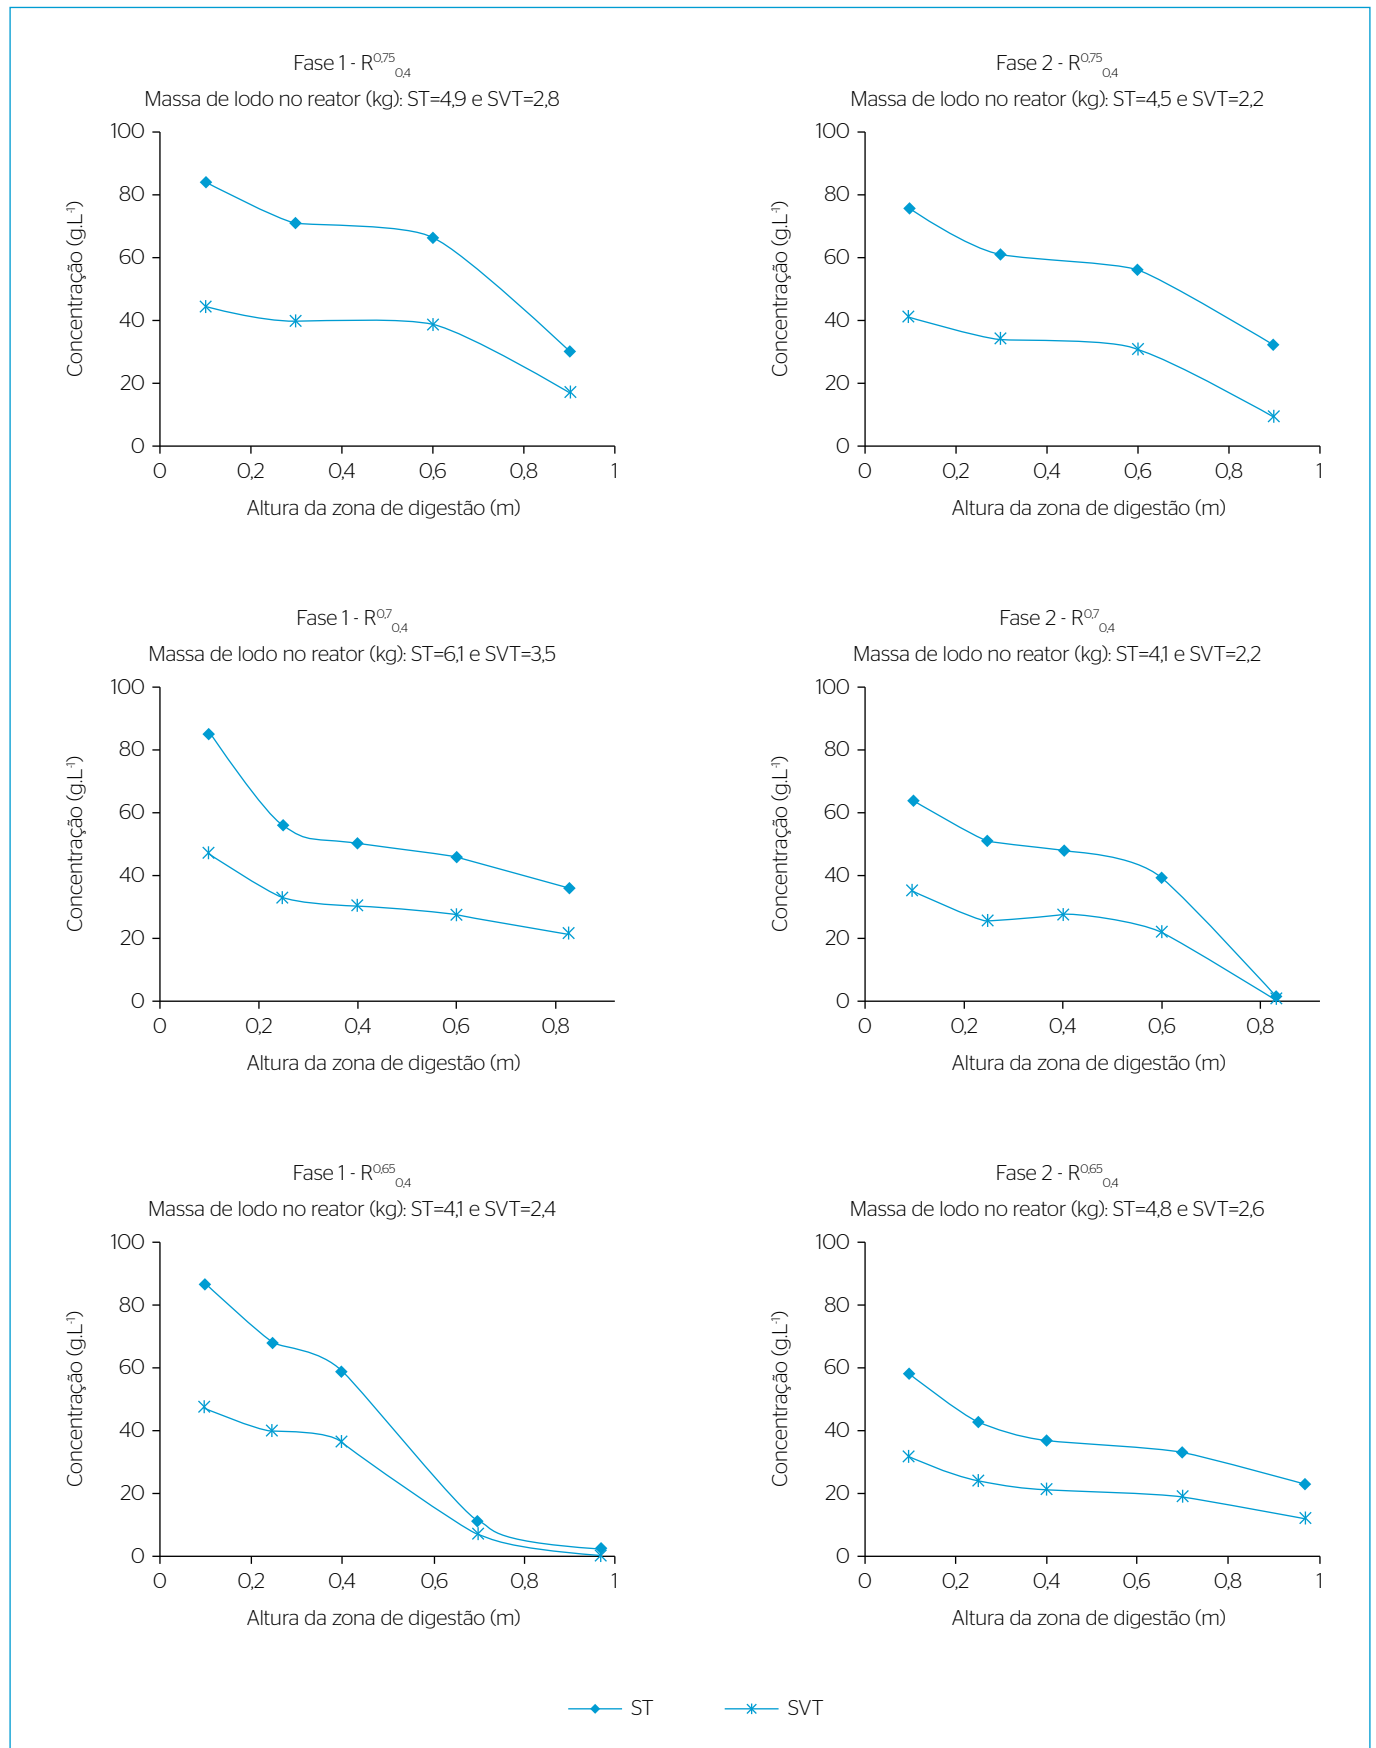 Fase 1 - R0,75 0,4
Massa de lodo no reator (kg): ST=4,9 e SVT=2,8
100
80
60
40
20
0
Concentração (g.L-1)
0 0,2 0,4 0,6 0,8 1
Altura da zona de digestão (m)
Fase 2 - R0,75 0,4
Massa de lodo no reator (kg): ST=4,5 e SVT=2,2
100
80
60
40
20
0
Concentração (g.L-1)
0 0,2 0,4 0,6 0,8 1
Altura da zona de digestão (m)
Fase 1 - R0,7 0,4
Massa de lodo no reator (kg): ST=6,1 e SVT=3,5
100
80
60
40
20
0
Concentração (g.L-1)
0 0,2 0,4 0,6 0,8
Altura da zona de digestão (m)
Fase 2 - R0,7 0,4
Massa de lodo no reator (kg): ST=4,1 e SVT=2,2
100
80
60
40
20
0
Concentração (g.L-1)
0 0,2 0,4 0,6 0,8
Altura da zona de digestão (m)
Fase 1 - R0,65 0,4
Massa de lodo no reator (kg): ST=4,1 e SVT=2,4
100
80
60
40
20
0
Concentração (g.L-1)
0 0,2 0,4 0,6 0,8 1
Altura da zona de digestão (m)
Fase 2 - R0,65 0,4
Massa de lodo no reator (kg): ST=4,8 e SVT=2,6
100
80
60
40
20
0
Concentração (g.L-1)
0 0,2 0,4 0,6 0,8 1
Altura da zona de digestão (m)
ST SVT